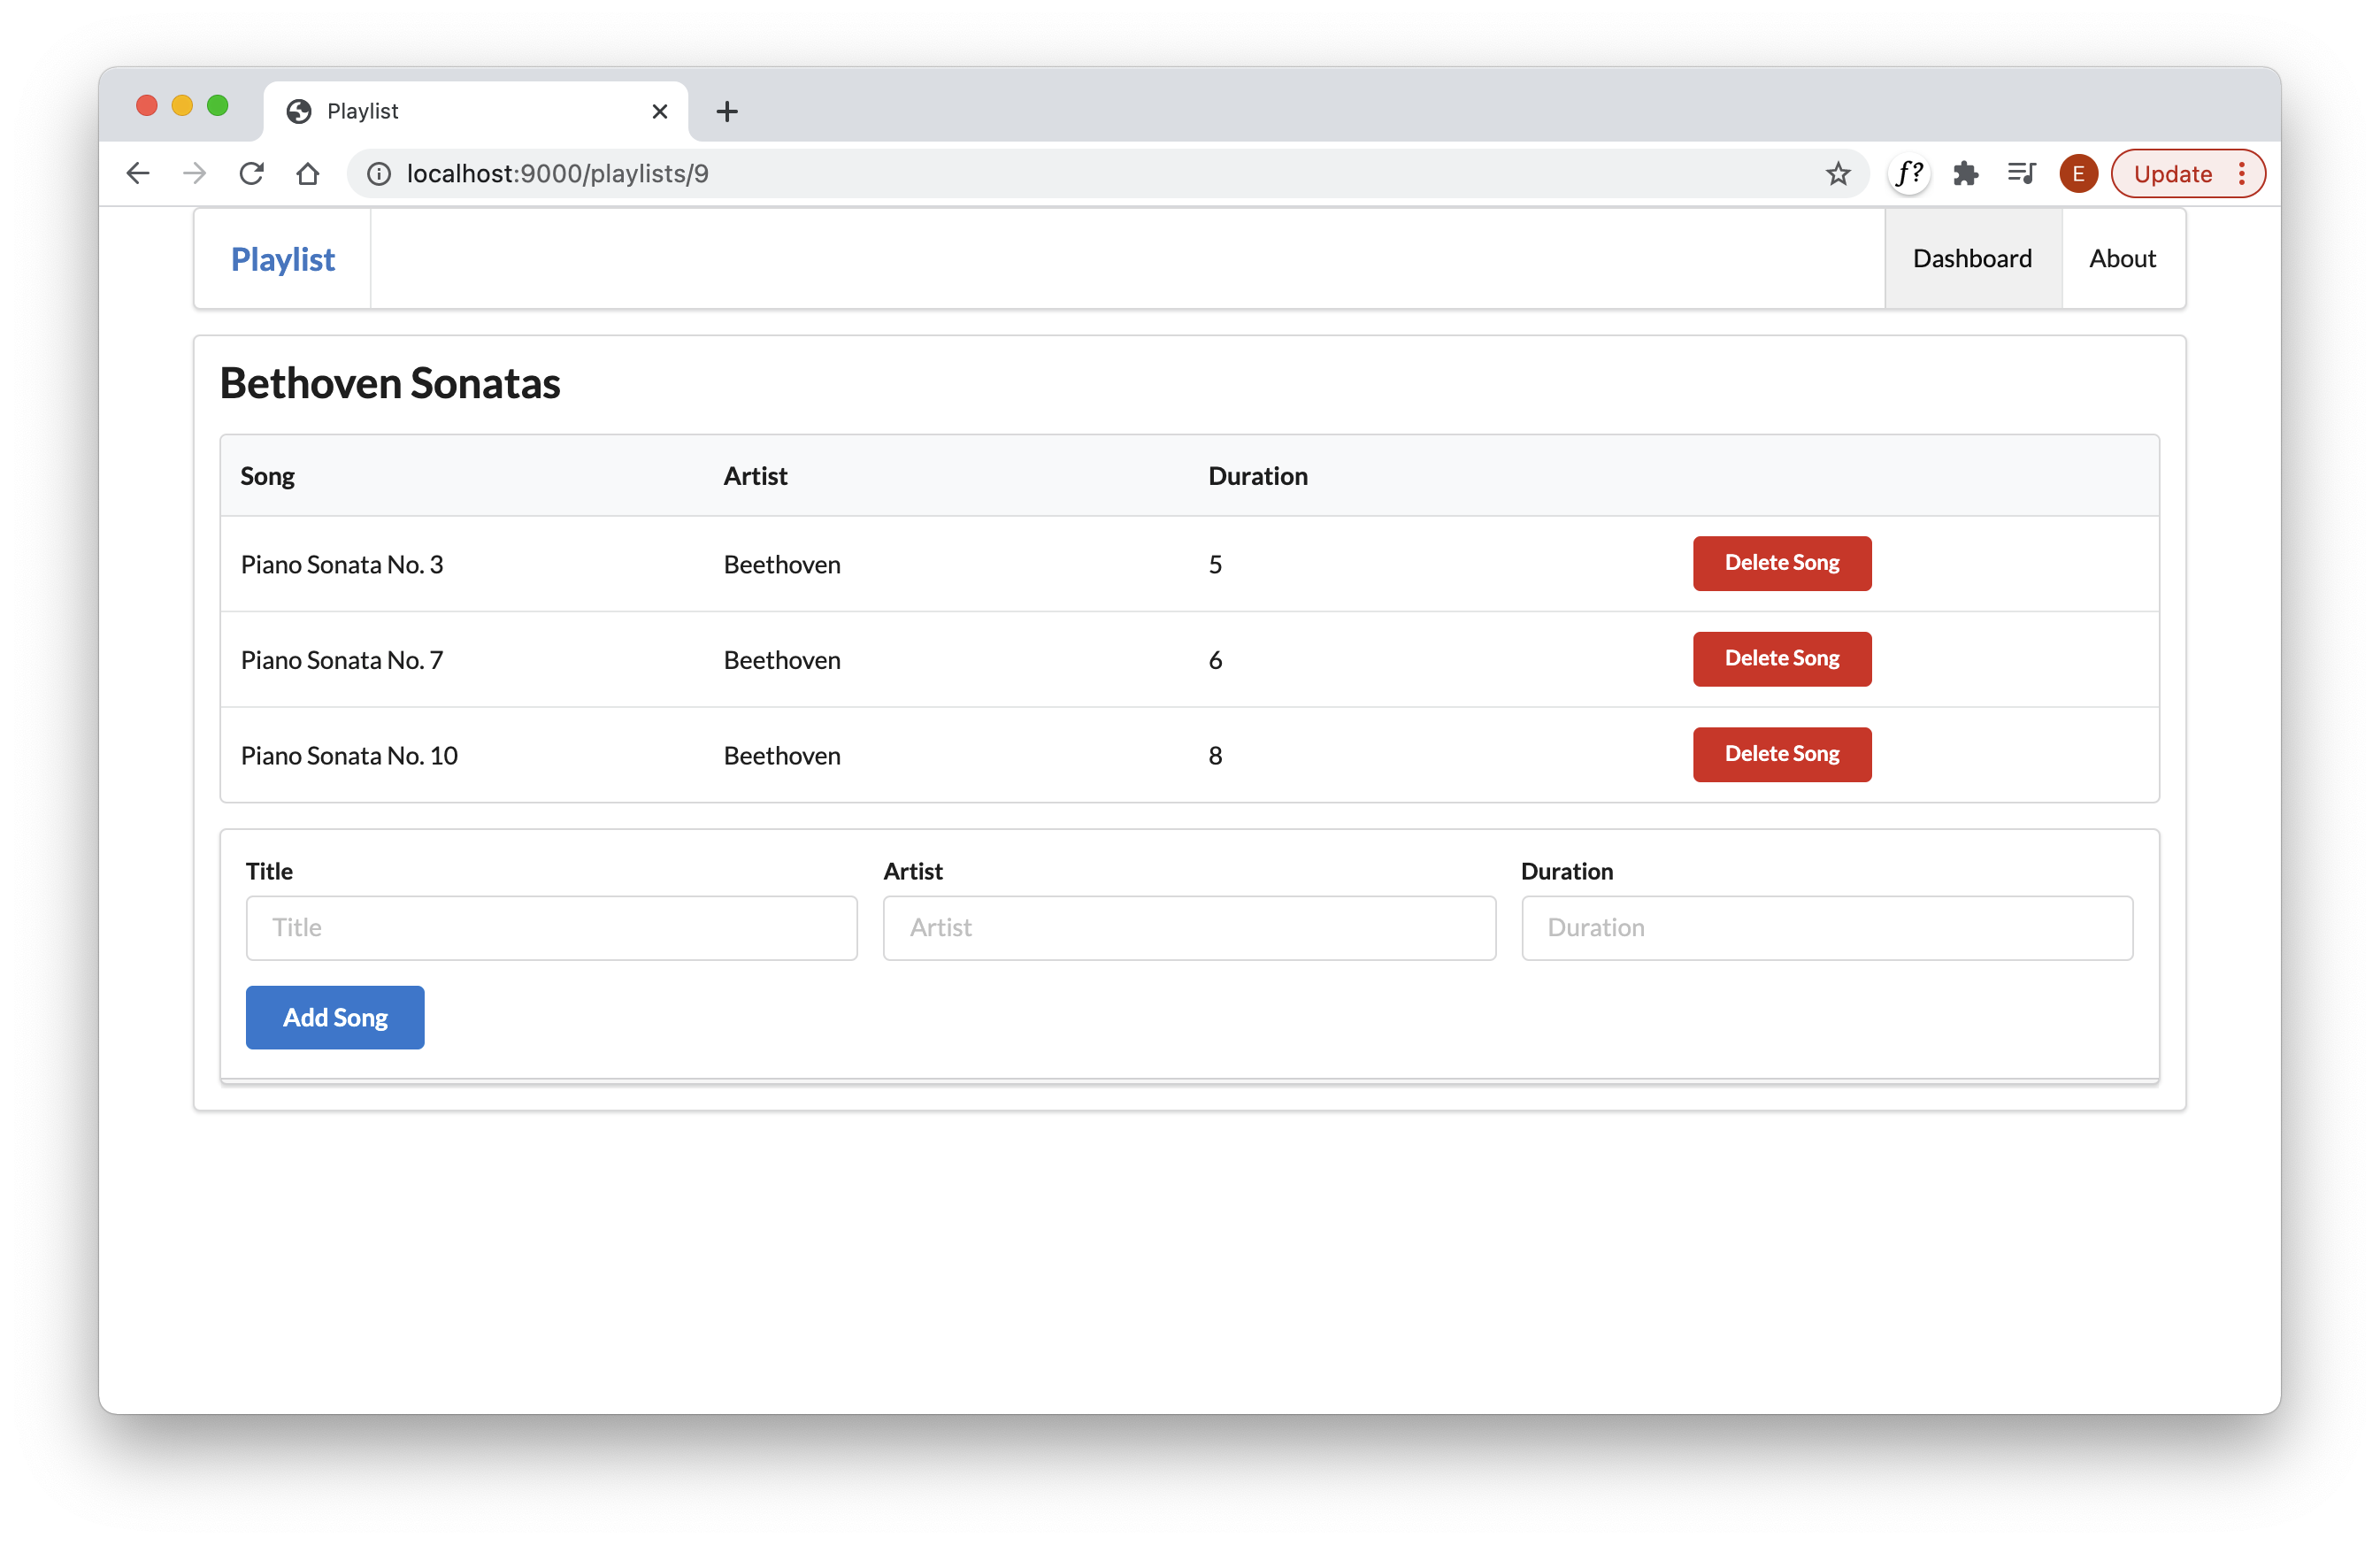 Playlist
localhost:9000/playlists/9
f?
E
Update
Playlist
Dashboard
About
Bethoven Sonatas
Song Artist Duration
Piano Sonata No. 3 Beethoven 5 Delete Song
Piano Sonata No. 7 Beethoven 6 Delete Song
Piano Sonata No. 10 Beethoven 8 Delete Song
Title Artist Duration
Title Artist Duration
Add Song